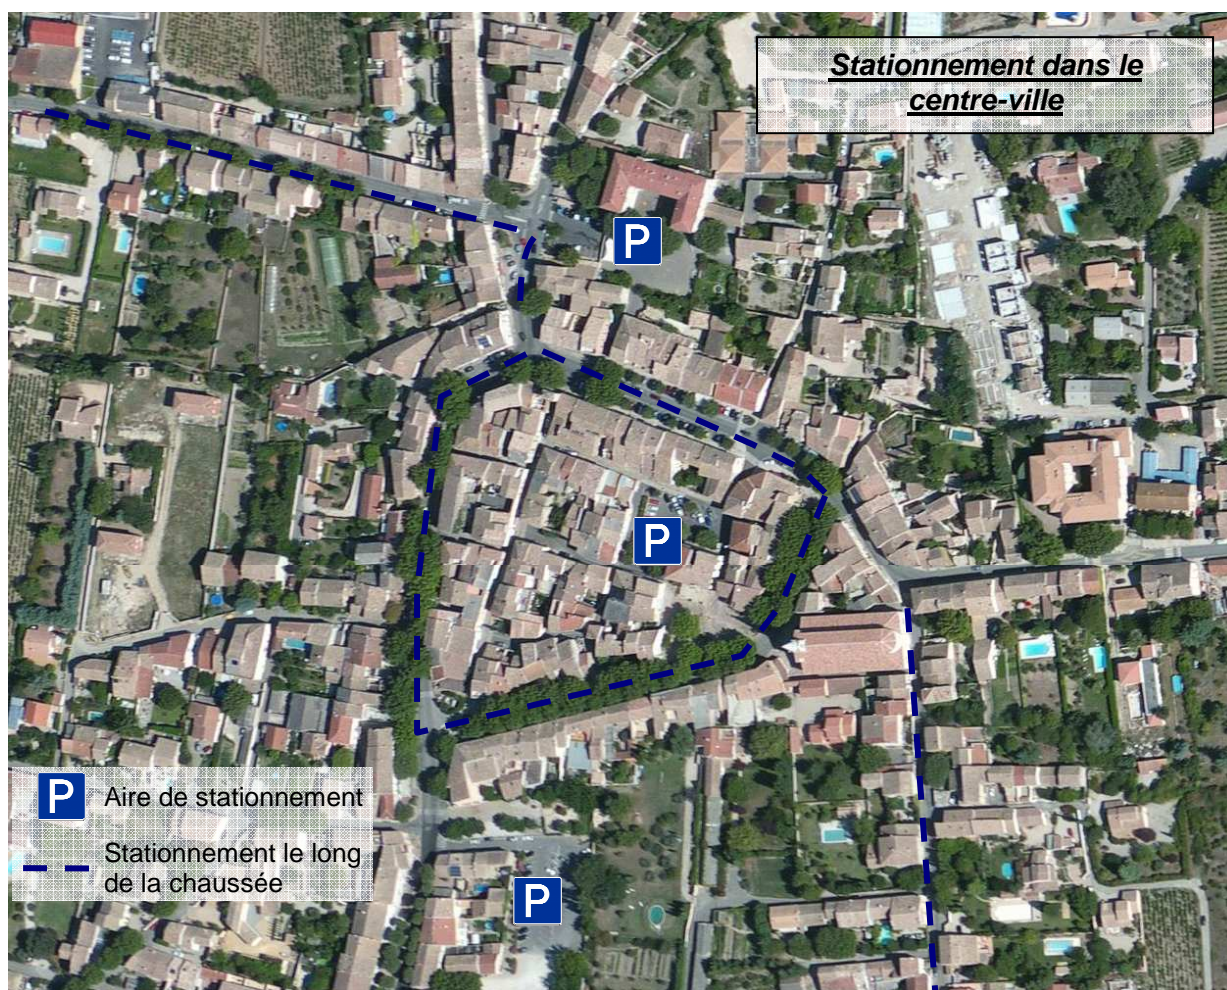 Stationnement dans le
centre-ville
P
P
P
P Aire de stationnement
Stationnement le long
de la chaussée